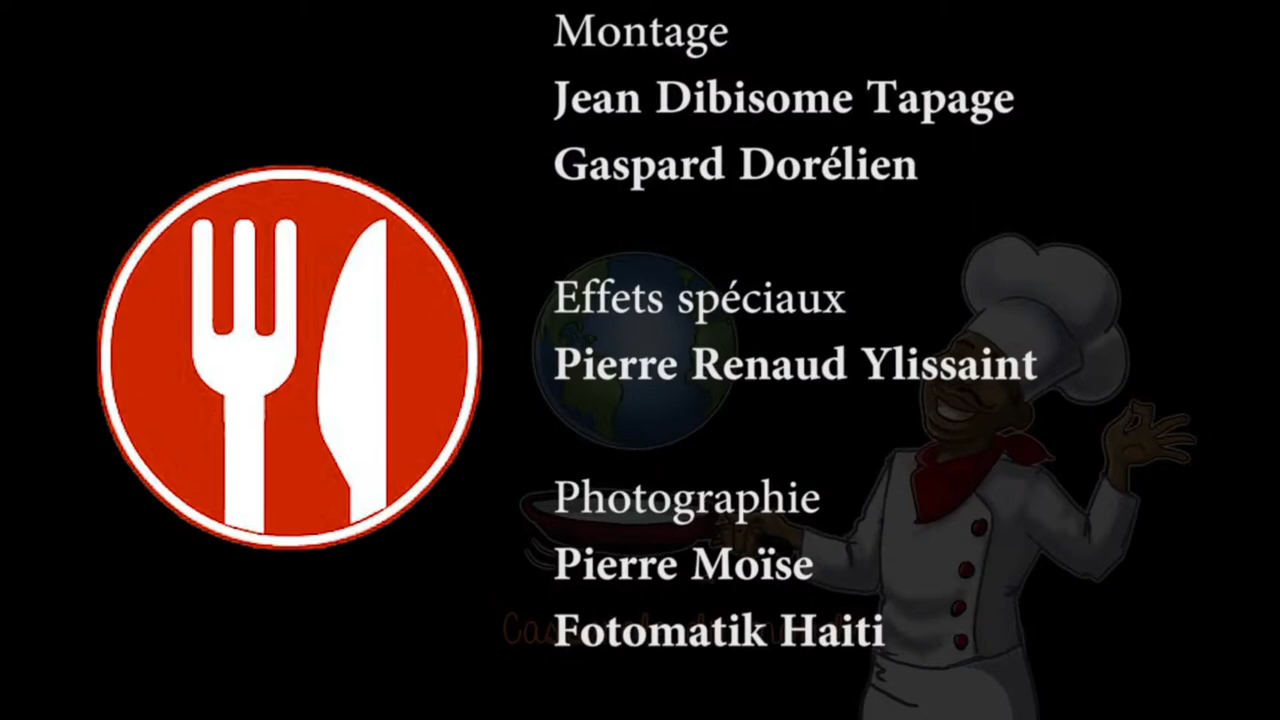 Montage
Jean Dibisome Tapage
Gaspard Dorélien
Effets spéciaux
Pierre Renaud Ylissaint
Photographie
Pierre Moïse
Fotomatik Haiti